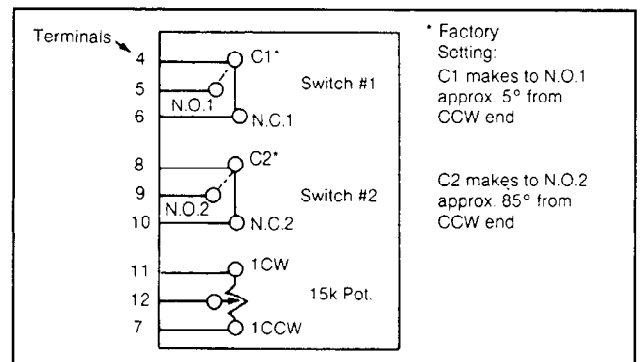 Terminals
4
C1*
5
N.O.1
6
N.C.1
Switch #1
8
C2*
9
N.O.2
10
N.C.2
Switch #2
11
1CW
12
15k Pot.
7
1CCW
* Factory
Setting:
C1 makes to N.O.1
approx. 5° from
CCW end
C2 makes to N.O.2
approx. 85° from
CCW end